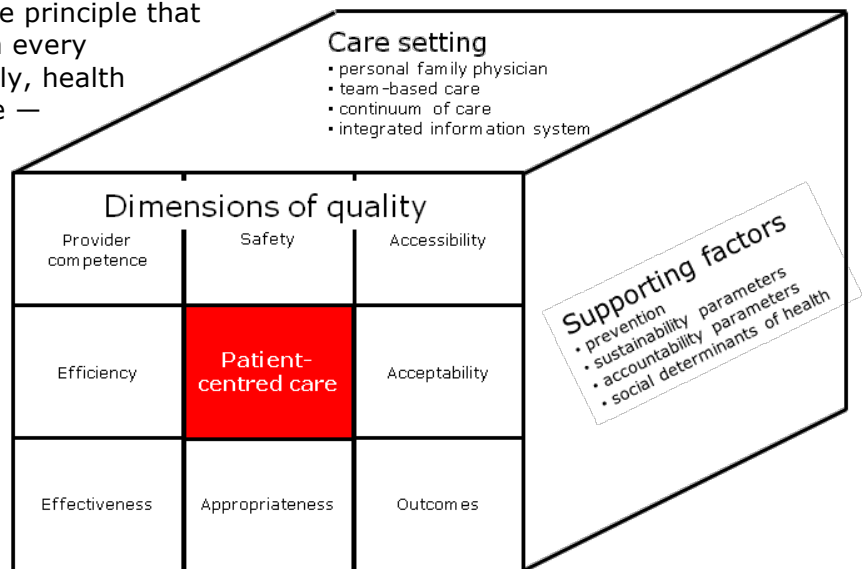 e principle that
every
ly, health
e —
Care setting
▪ personal family physician
▪ team-based care
▪ continuum of care
▪ integrated information system
Dimensions of quality
Provider
competence
Safety
Accessibility
Efficiency
Patient-
centred care
Acceptability
Effectiveness
Appropriateness
Outcomes
Supporting factors
• prevention
• sustainability parameters
• accountability parameters
• social determinants of health